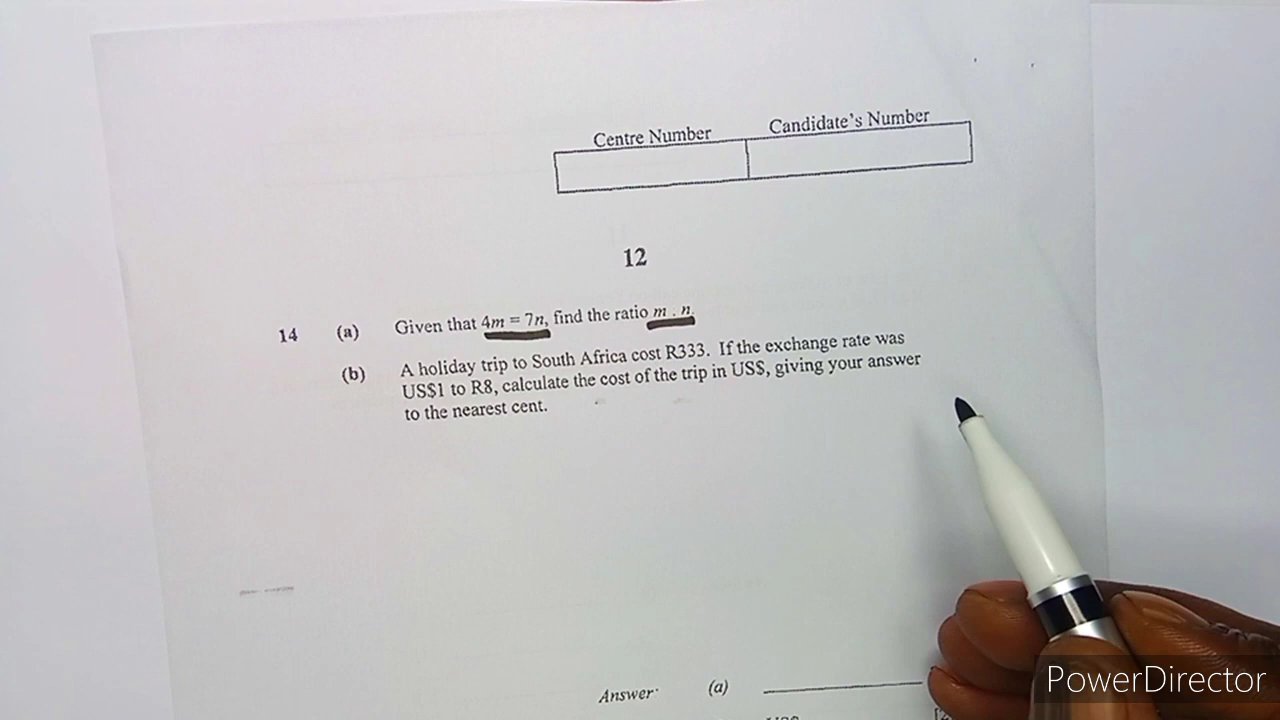 Centre Number Candidate's Number
12
14 (a) Given that 4m = 7n, find the ratio m : n.
(b) A holiday trip to South Africa cost R333. If the exchange rate was
US$1 to R8, calculate the cost of the trip in US$, giving your answer
to the nearest cent.
Answer (a)
PowerDirector